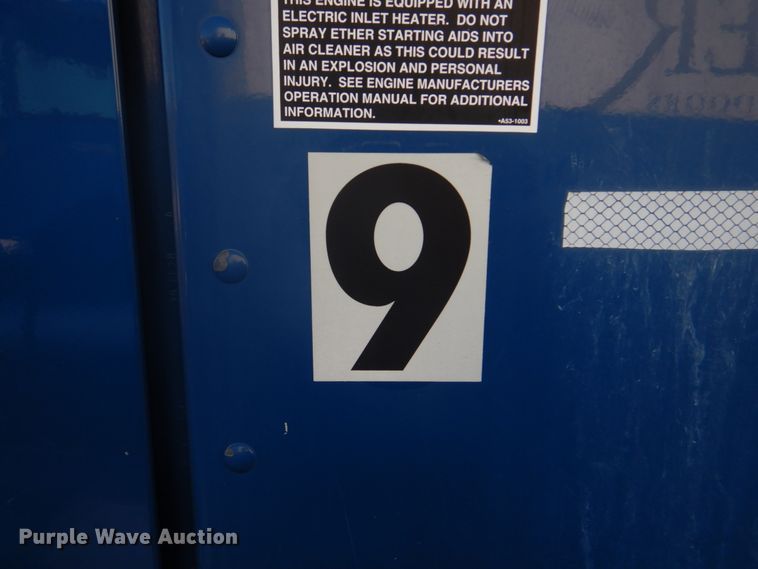 THIS ENGINE IS EQUIPPED WITH AN
ELECTRIC INLET HEATER. DO NOT
SPRAY ETHER STARTING AIDS INTO
AIR CLEANER AS THIS COULD RESULT
IN AN EXPLOSION AND PERSONAL
INJURY. SEE ENGINE MANUFACTURERS
OPERATION MANUAL FOR ADDITIONAL
INFORMATION.
•A53-1003
9
Purple Wave Auction